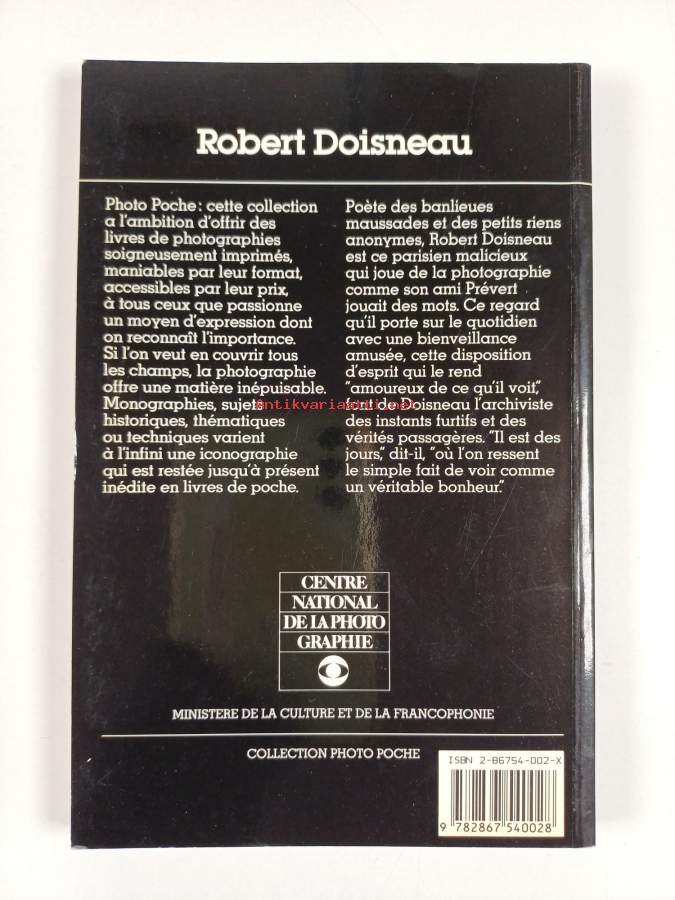 Robert Doisneau
Photo Poche : cette collection
a l'ambition d'offrir des
livres de photographies
soigneusement imprimés,
maniables par leur format,
accessibles par leur prix,
à tous ceux que passionne
un moyen d'expression dont
on reconnaît l'importance.
Si l'on veut en couvrir tous
les champs, la photographie
offre une matière inépuisable.
Monographies, sujets
historiques, thématiques
ou techniques varient
à l'infini une iconographie
qui est restée jusqu'à présent
inédite en livres de poche.
Poète des banlieues
maussades et des petits riens
anonymes, Robert Doisneau
est ce parisien malicieux
qui joue de la photographie
comme son ami Prévert
jouait des mots. Ce regard
qu'il porte sur le quotidien
avec une bienveillance
amusée, cette disposition
d'esprit qui le rend
"amoureux de ce qu'il voit",
font de Doisneau l'archiviste
des instants furtifs et des
vérités passagères. "Il est des
jours", dit-il, "où l'on ressent
le simple fait de voir comme
un véritable bonheur."
antikvariaatti.net
CENTRE
NATIONAL
DE LA PHOTO
GRAPHIE
MINISTERE DE LA CULTURE ET DE LA FRANCOPHONIE
COLLECTION PHOTO POCHE
ISBN 2-86754-002-X
9 782867 540028